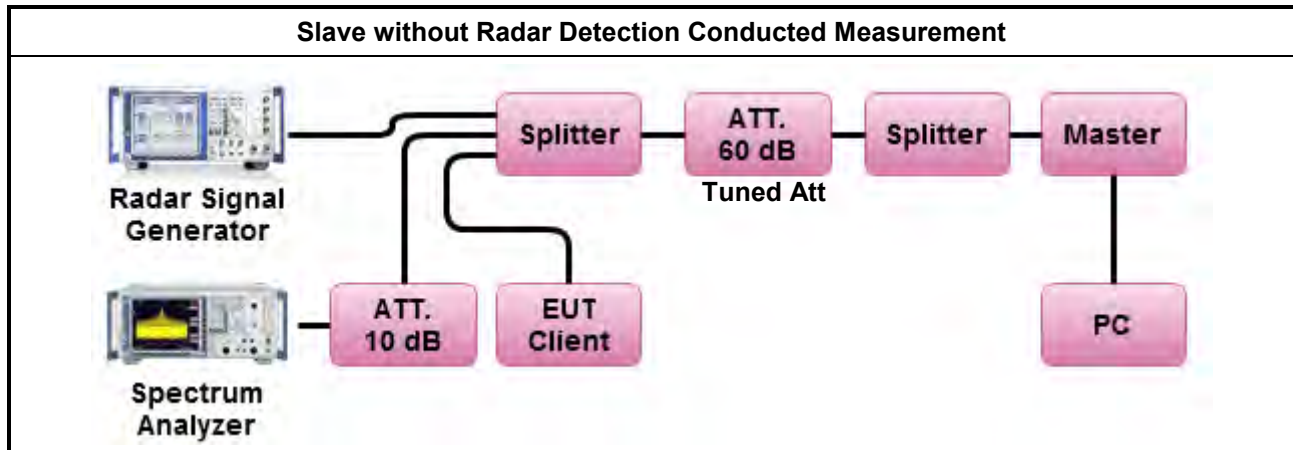 Slave without Radar Detection Conducted Measurement
Radar Signal
Generator
Splitter
ATT.
60 dB
Tuned Att
Splitter
Master
Spectrum
Analyzer
ATT.
10 dB
EUT
Client
PC